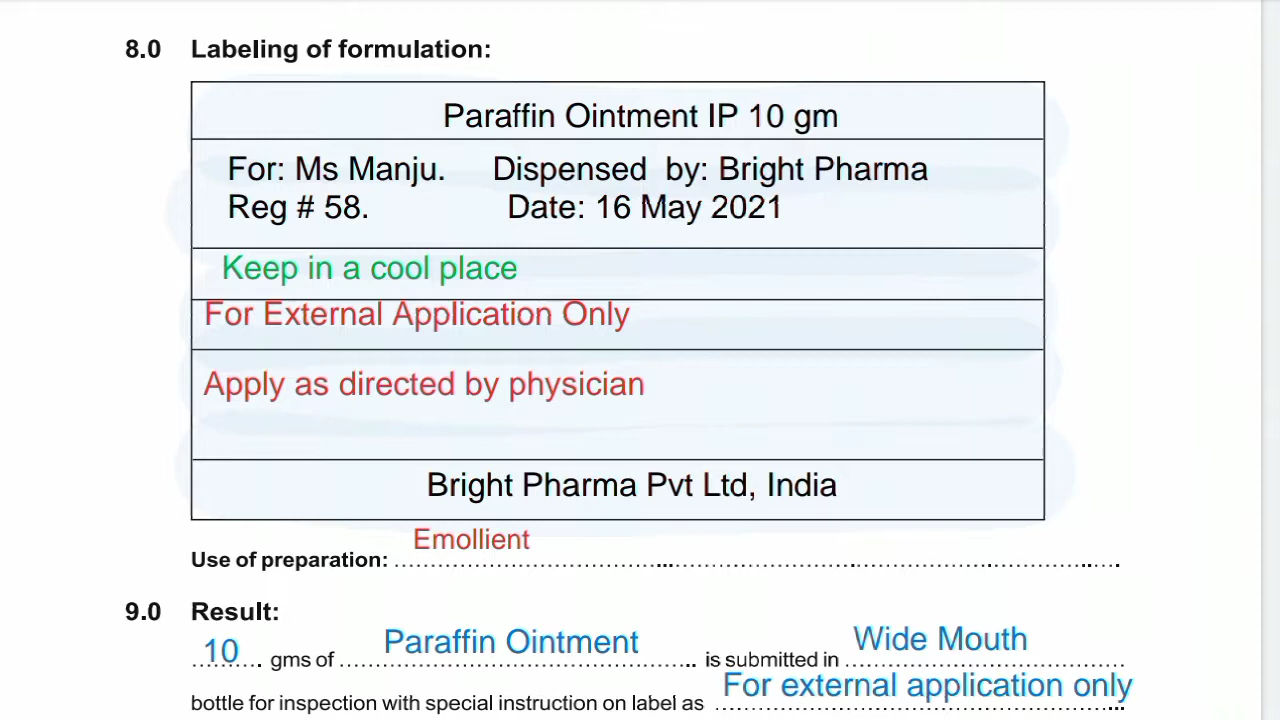 8.0 Labeling of formulation:
Paraffin Ointment IP 10 gm
For: Ms Manju. Dispensed by: Bright Pharma
Reg # 58. Date: 16 May 2021
Keep in a cool place
For External Application Only
Apply as directed by physician
Bright Pharma Pvt Ltd, India
Use of preparation: Emollient
9.0 Result:
10 gms of Paraffin Ointment is submitted in Wide Mouth
bottle for inspection with special instruction on label as For external application only